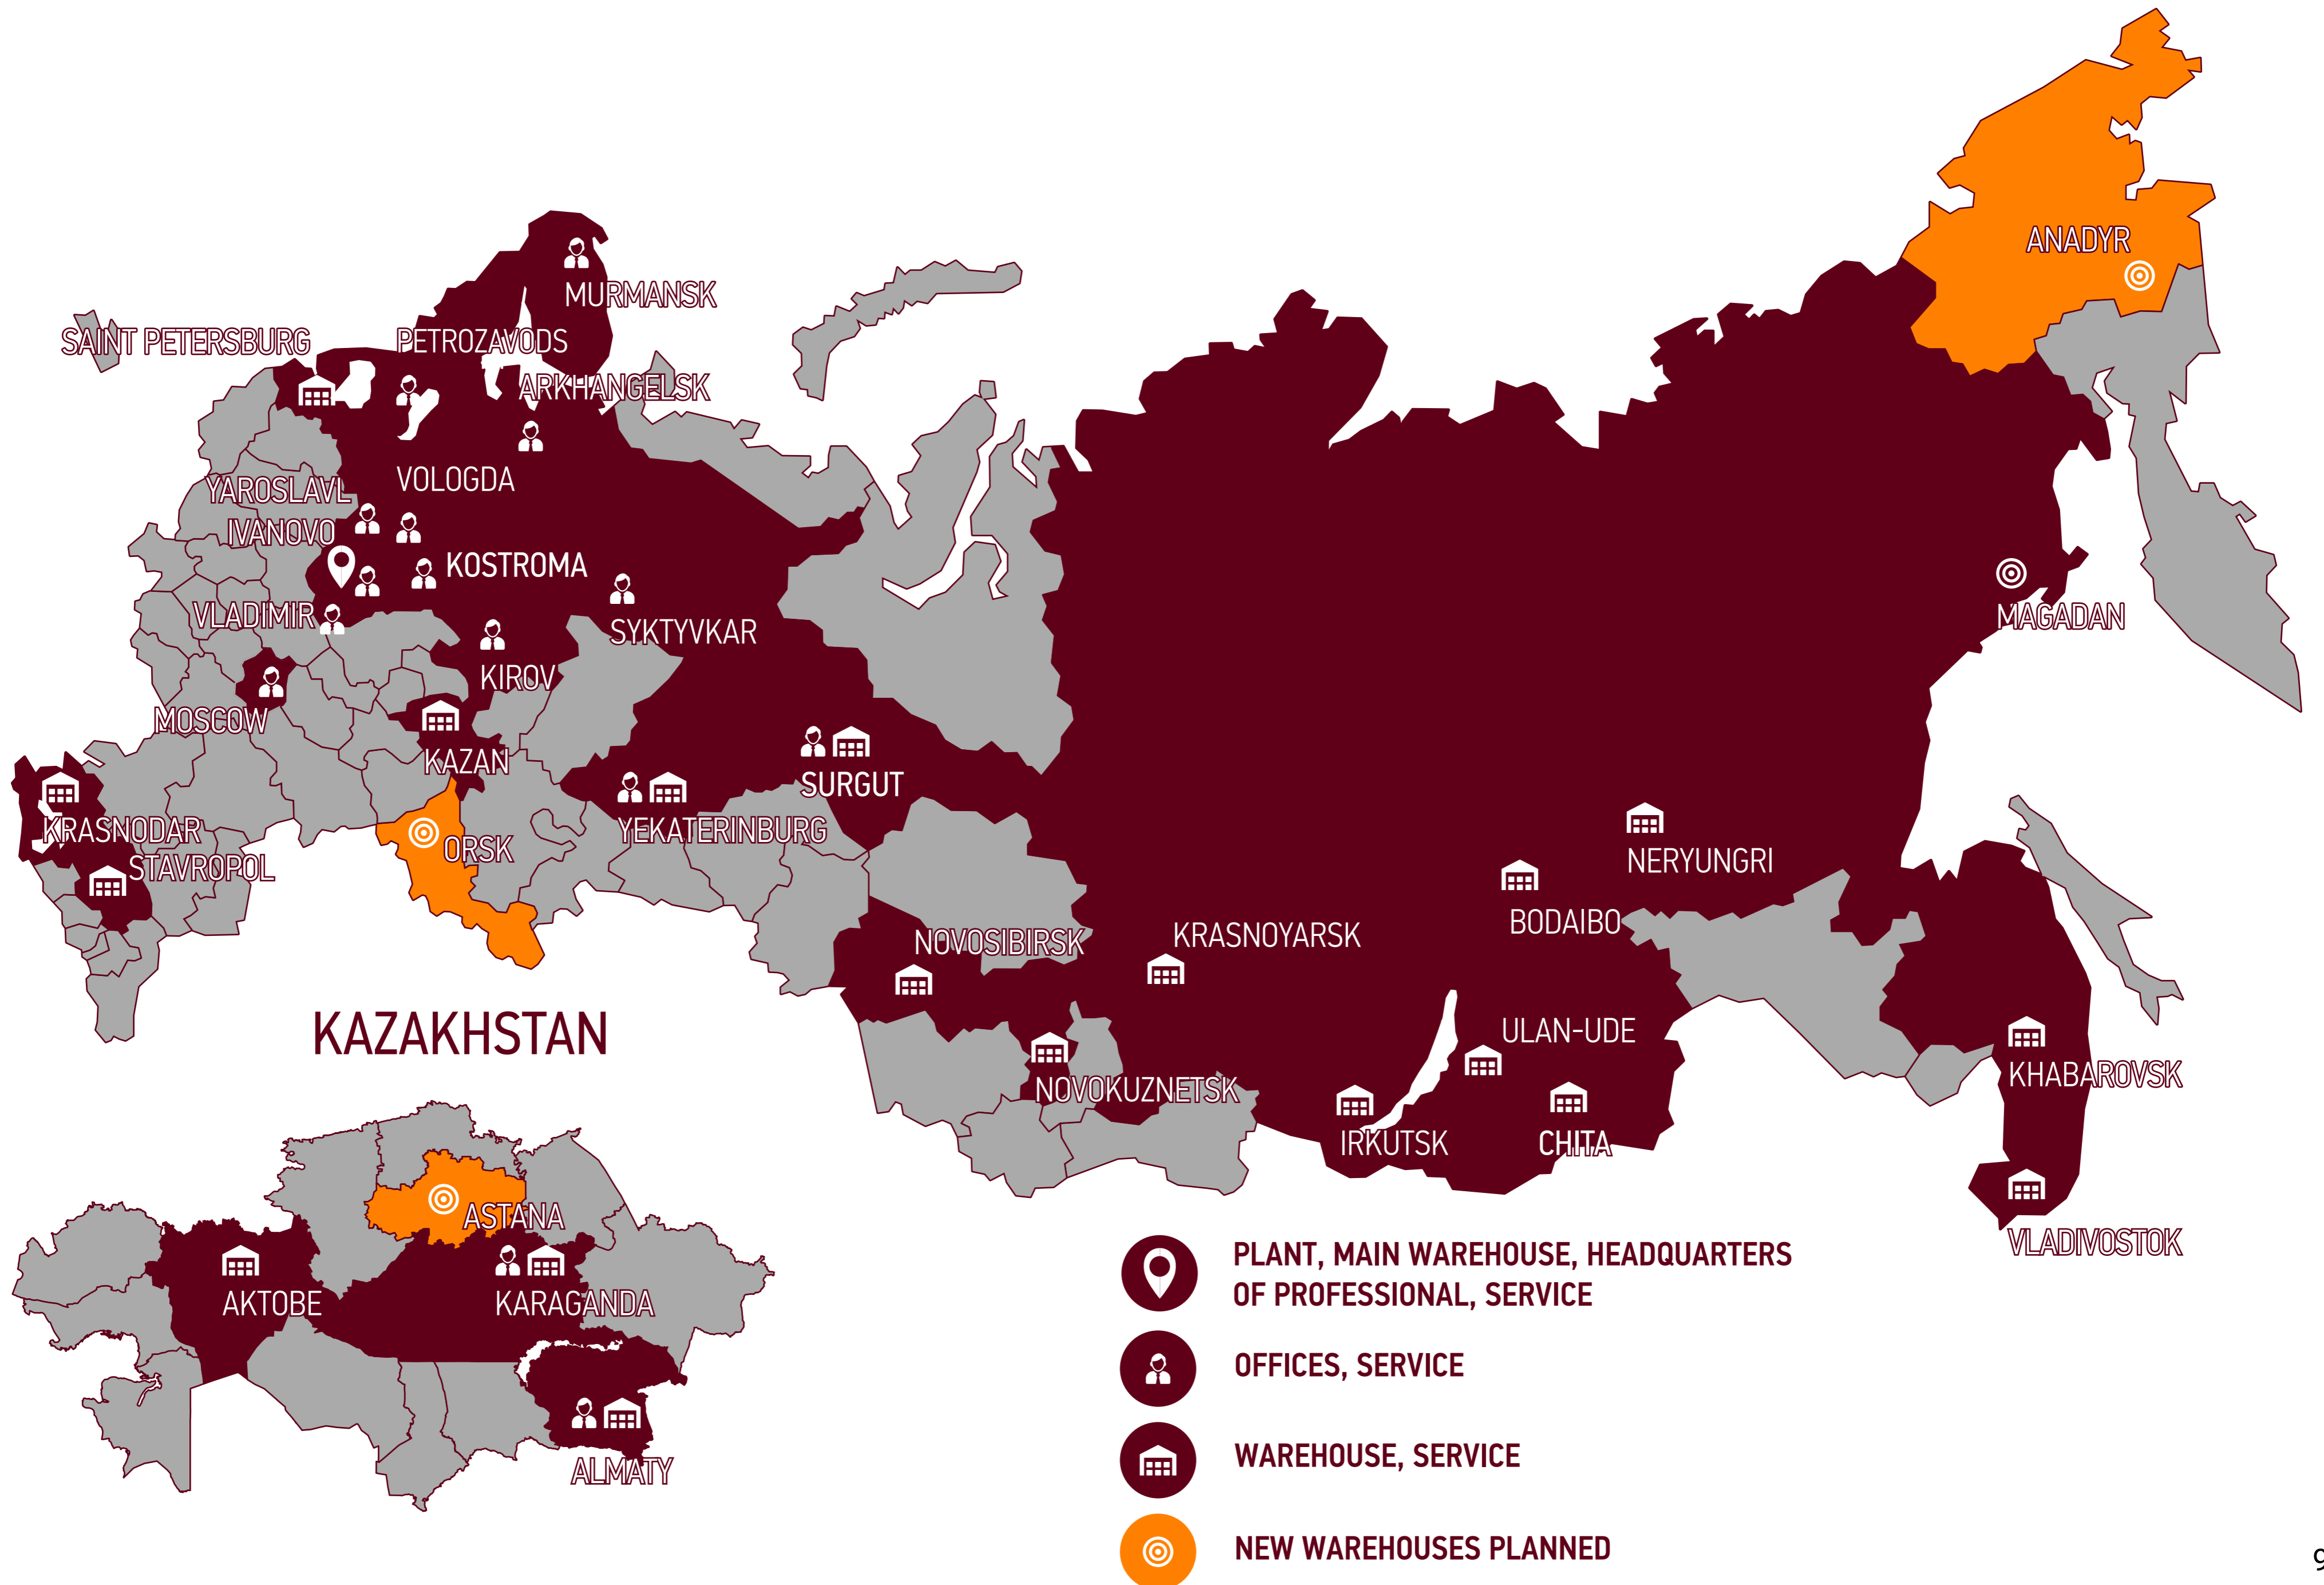 ANADYR
MURMANSK
SAINT PETERSBURG
PETROZAVODS
ARKHANGELSK
YAROSLAVL
VOLOGDA
IVANOVO
KOSTROMA
VLADIMIR
SYKTYVKAR
MAGADAN
KIROV
MOSCOW
KAZAN
SURGUT
KRASNODAR
ORSK
YEKATERINBURG
STAVROPOL
NERYUNGRI
BODAIBO
NOVOSIBIRSK
KRASNOYARSK
KAZAKHSTAN
ULAN-UDE
KHABAROVSK
NOVOKUZNETSK
IRKUTSK
CHITA
ASTANA
VLADIVOSTOK
AKTOBE
KARAGANDA
ALMATY
PLANT, MAIN WAREHOUSE, HEADQUARTERS
OF PROFESSIONAL, SERVICE
OFFICES, SERVICE
WAREHOUSE, SERVICE
NEW WAREHOUSES PLANNED
9